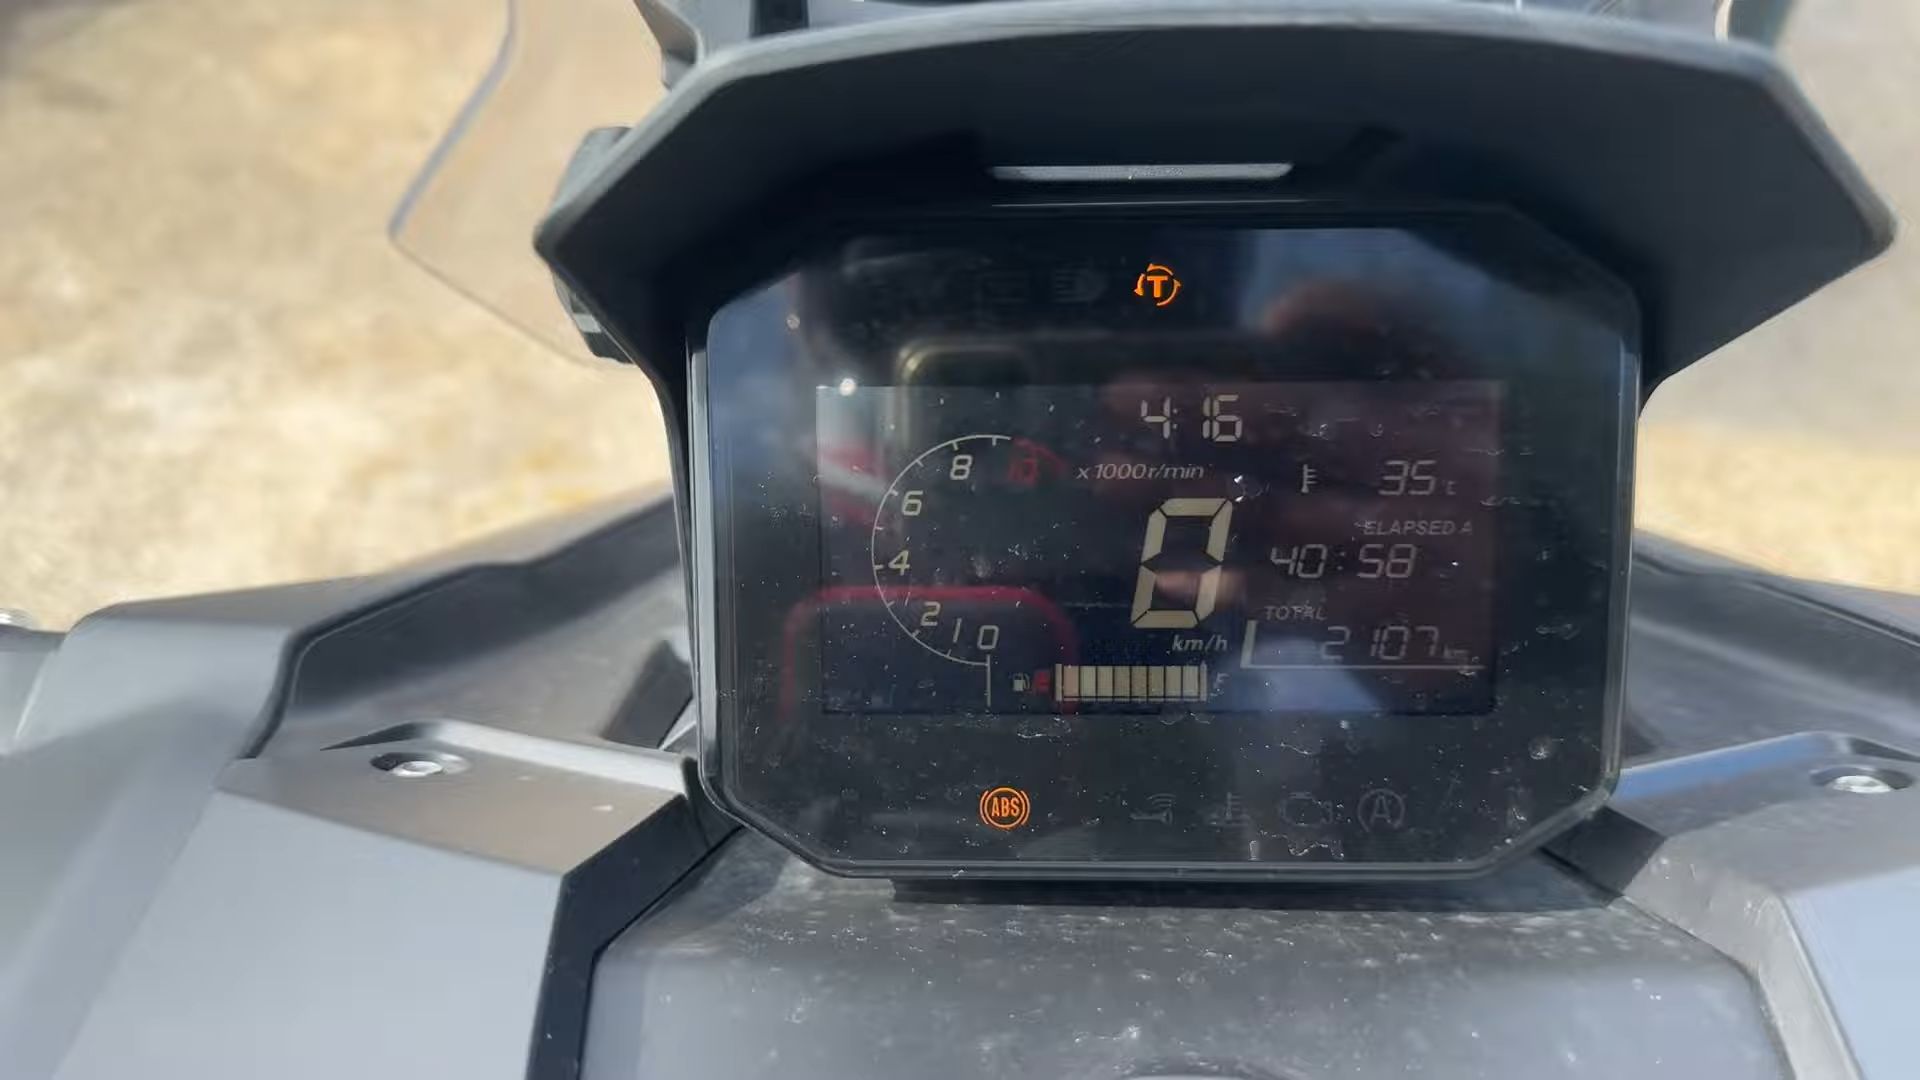 T
4:16
8 10 x1000r/min
6
35
ELAPSED A
4
40:58
2
TOTAL
1 0
km/h
2107 km
E F
ABS
A